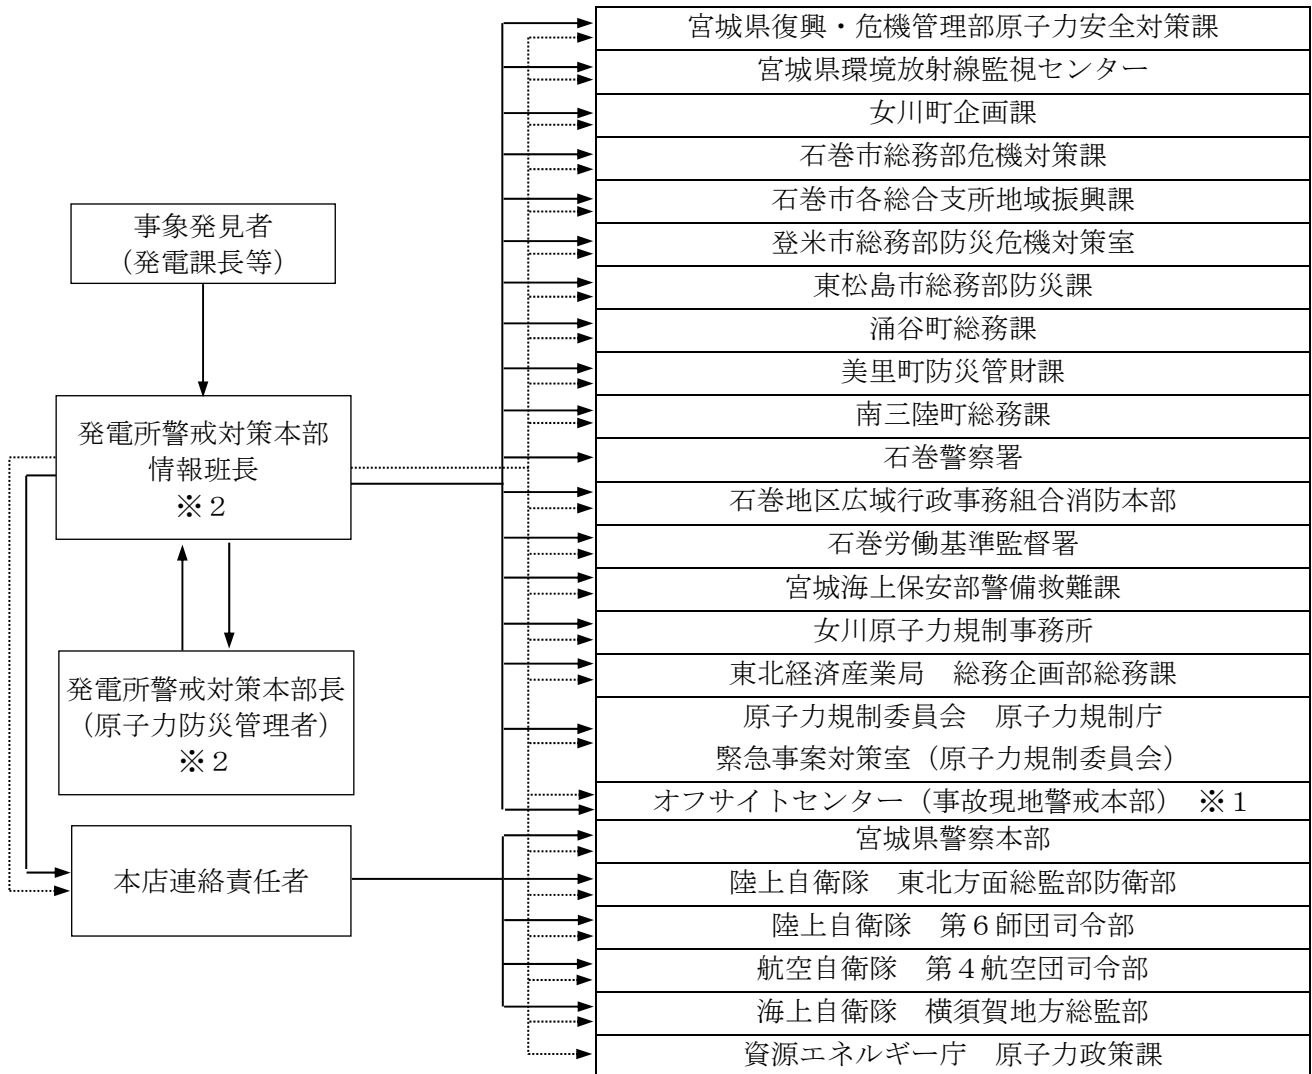 事象発見者
（発電課長等）
発電所警戒対策本部
情報班長
※２
発電所警戒対策本部長
（原子力防災管理者）
※２
本店連絡責任者
宮城県復興・危機管理部原子力安全対策課
宮城県環境放射線監視センター
女川町企画課
石巻市総務部危機対策課
石巻市各総合支所地域振興課
登米市総務部防災危機対策室
東松島市総務部防災課
涌谷町総務課
美里町防災管財課
南三陸町総務課
石巻警察署
石巻地区広域行政事務組合消防本部
石巻労働基準監督署
宮城海上保安部警備救難課
女川原子力規制事務所
東北経済産業局　総務企画部総務課
原子力規制委員会　原子力規制庁
緊急事案対策室（原子力規制委員会）
オフサイトセンター（事故現地警戒本部）　※１
宮城県警察本部
陸上自衛隊　東北方面総監部防衛部
陸上自衛隊　第６師団司令部
航空自衛隊　第４航空団司令部
海上自衛隊　横須賀地方総監部
資源エネルギー庁　原子力政策課